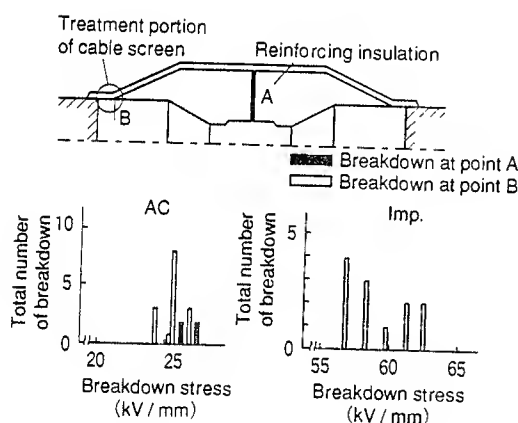 Treatment portion
of cable screen
Reinforcing insulation
A
B
Breakdown at point A
Breakdown at point B
AC
Total number
of breakdown
10
5
0
20
25
Breakdown stress
(kV / mm)
Imp.
Total number
of breakdown
5
0
55
60
65
Breakdown stress
(kV / mm)